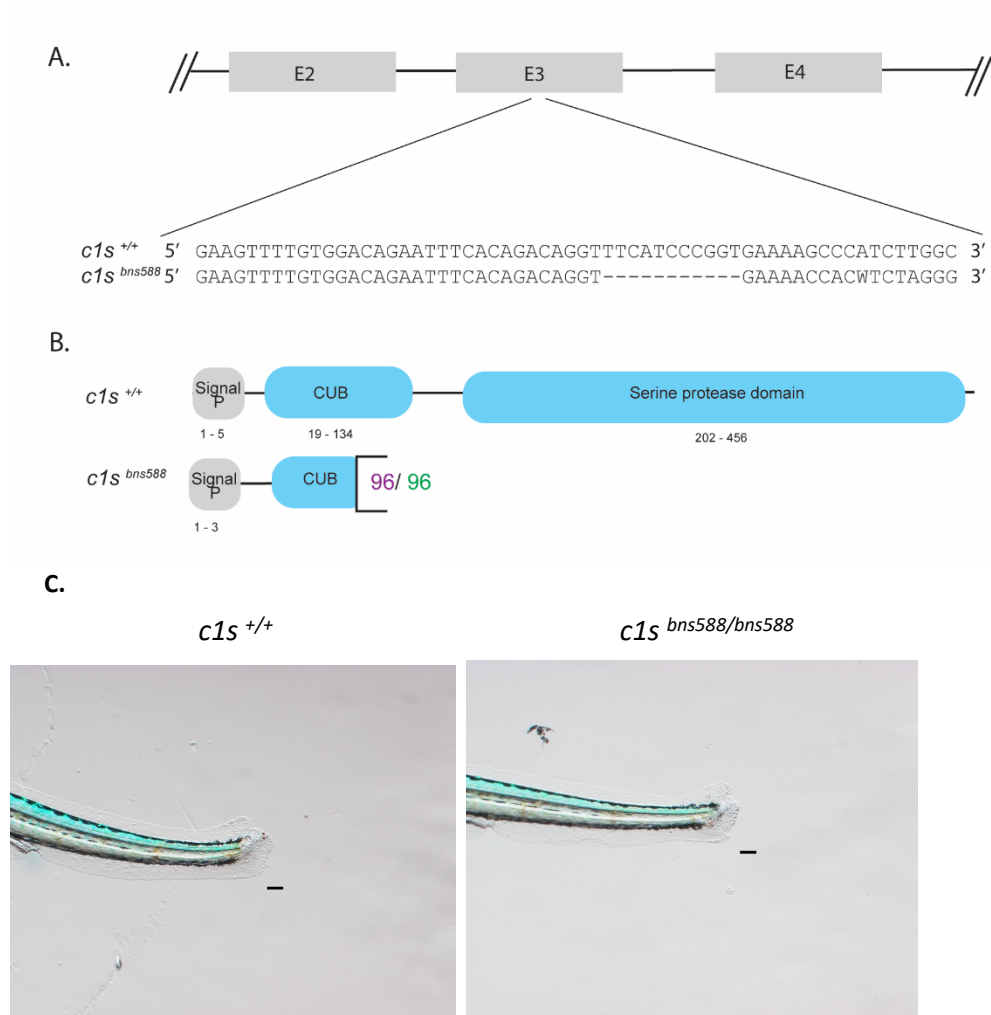 A.
E2 E3 E4
c1s +/+ 5′ GAAGTTTTGTGGACAGAATTTCACAGACAGGTTTCATCCCGGTGAAAAGCCCATCTTGGC 3′
c1s bns588 5′ GAAGTTTTGTGGACAGAATTTCACAGACAGGT-----------GAAAACCACWTCTAGGG 3′
B.
c1s +/+ Signal P CUB Serine protease domain
1 - 5 19 - 134 202 - 456
c1s bns588 Signal P CUB 96/ 96
1 - 3
C.
c1s +/+ c1s bns588/bns588